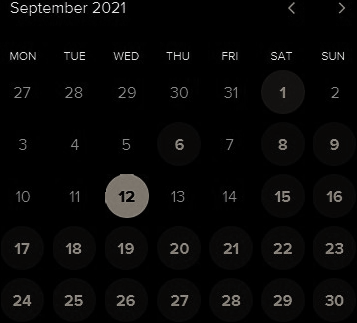 September 2021
MON TUE WED THU FRI SAT SUN
27 28 29 30 31 1 2
3 4 5 6 7 8 9
10 11 12 13 14 15 16
17 18 19 20 21 22 23
24 25 26 27 28 29 30